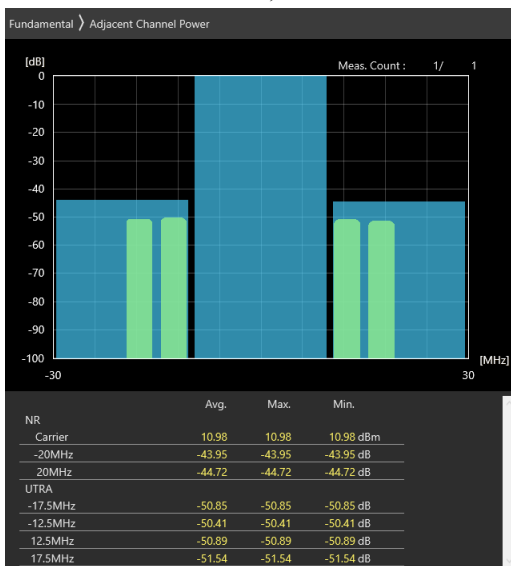 Fundamental 〉 Adjacent Channel Power
[dB]
Meas. Count : 1/ 1
0
-10
-20
-30
-40
-50
-60
-70
-80
-90
-100
[MHz]
-30 30
Avg. Max. Min.
NR
Carrier 10.98 10.98 10.98 dBm
-20MHz -43.95 -43.95 -43.95 dB
20MHz -44.72 -44.72 -44.72 dB
UTRA
-17.5MHz -50.85 -50.85 -50.85 dB
-12.5MHz -50.41 -50.41 -50.41 dB
12.5MHz -50.89 -50.89 -50.89 dB
17.5MHz -51.54 -51.54 -51.54 dB